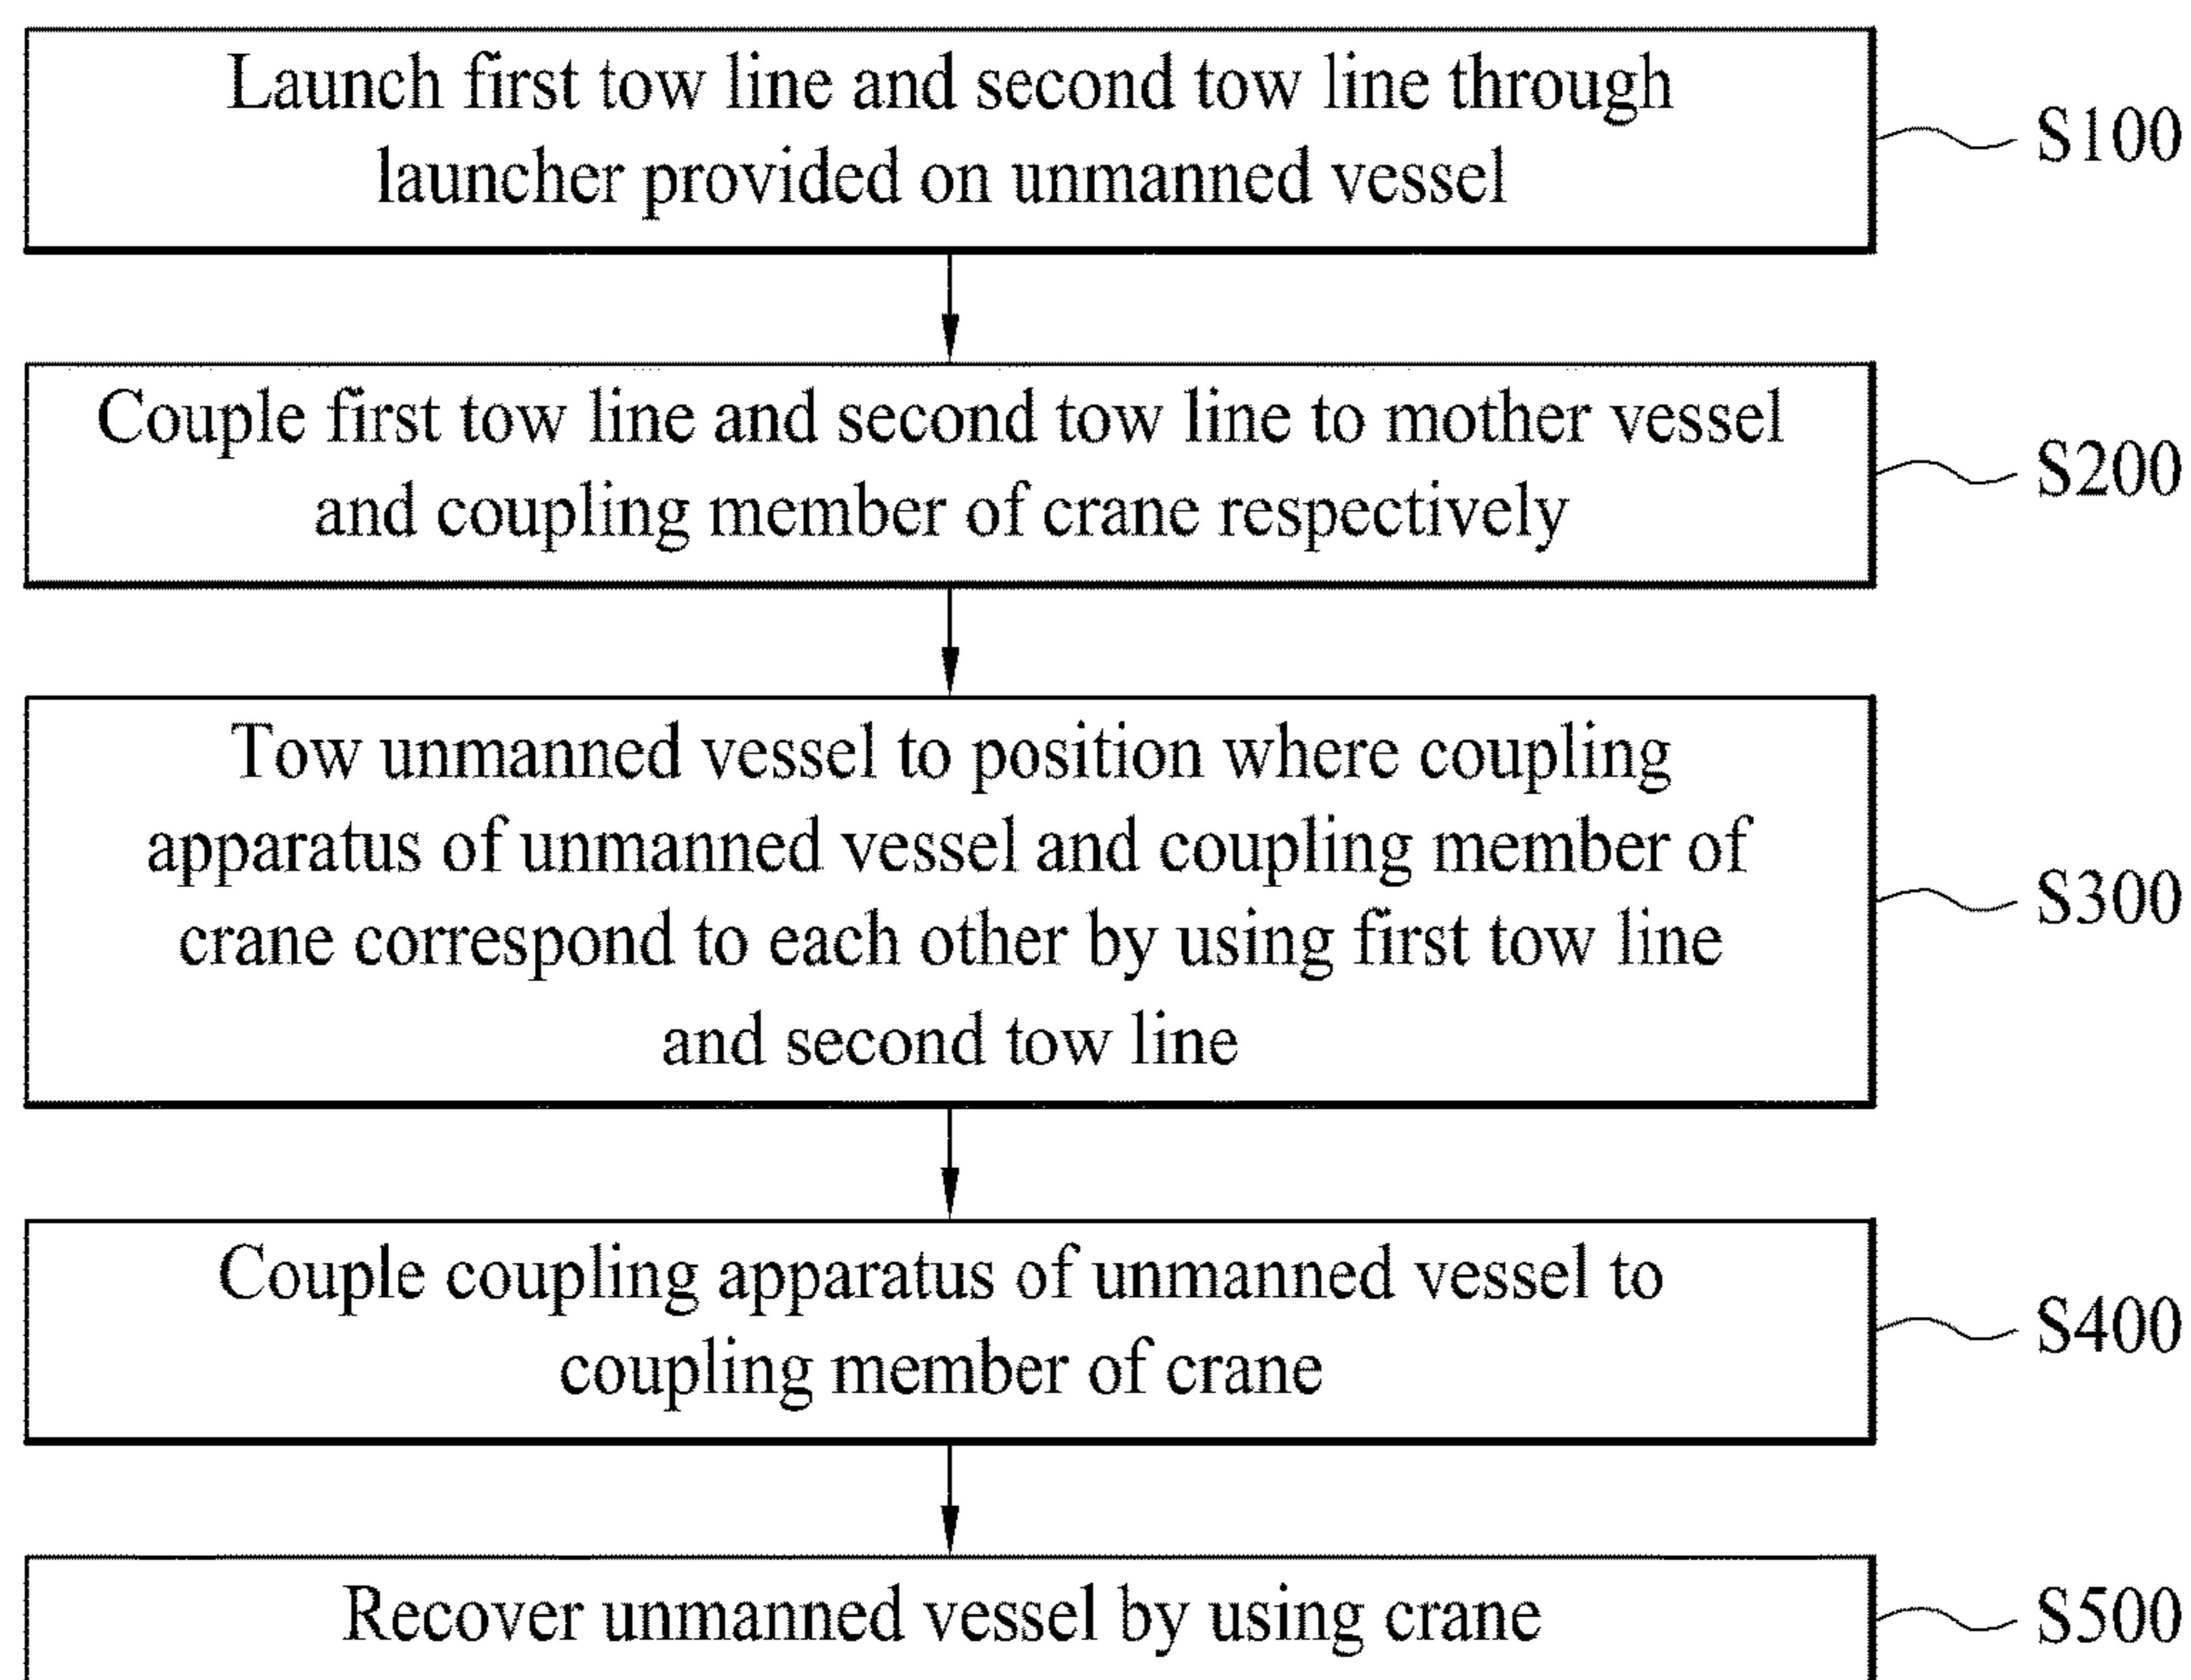 Launch first tow line and second tow line through
launcher provided on unmanned vessel
S100
Couple first tow line and second tow line to mother vessel
and coupling member of crane respectively
S200
Tow unmanned vessel to position where coupling
apparatus of unmanned vessel and coupling member of
crane correspond to each other by using first tow line
and second tow line
S300
Couple coupling apparatus of unmanned vessel to
coupling member of crane
S400
Recover unmanned vessel by using crane
S500